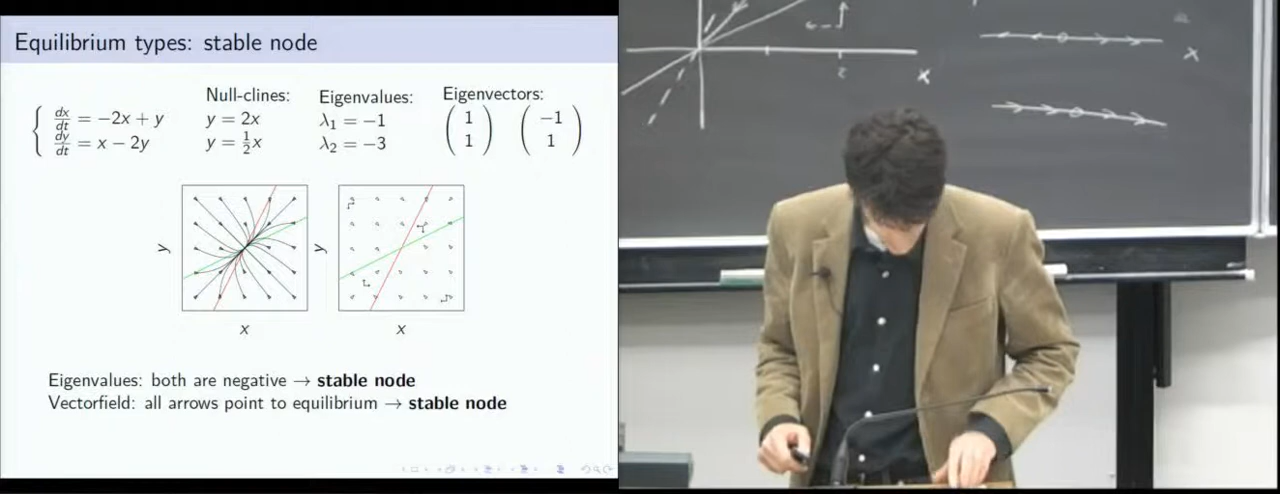 Equilibrium types: stable node
Null-clines:
Eigenvalues:
Eigenvectors:
{ dx/dt = −2x + y
y = 2x
λ₁ = −1
( 1 ) ( −1 )
dy/dt = x − 2y
y = ½x
λ₂ = −3
( 1 ) ( 1 )
y
y
x
x
Eigenvalues: both are negative → stable node
Vectorfield: all arrows point to equilibrium → stable node
x
x